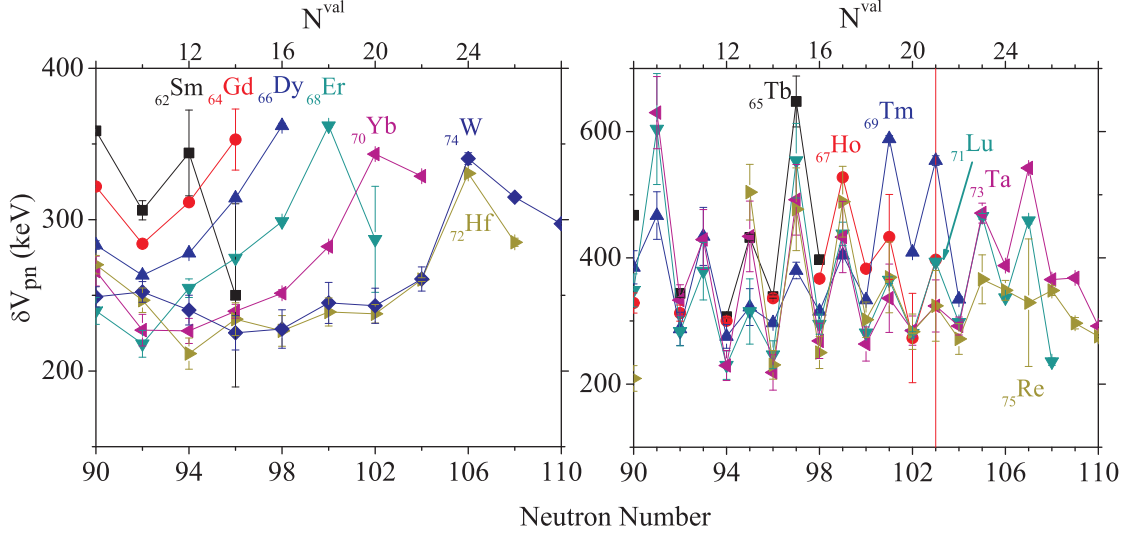 N^val
N^val
12 16 20 24 28
12 16 20 24 28
400
300
200
600
400
200
δV_pn (keV)
₆₂Sm ₆₄Gd ₆₆Dy ₆₈Er
₇₀Yb
₇₄W
₇₂Hf
₆₅Tb
₆₇Ho
₆₉Tm
₇₁Lu
₇₃Ta
₇₅Re
90 94 98 102 106 110
90 94 98 102 106 110
Neutron Number